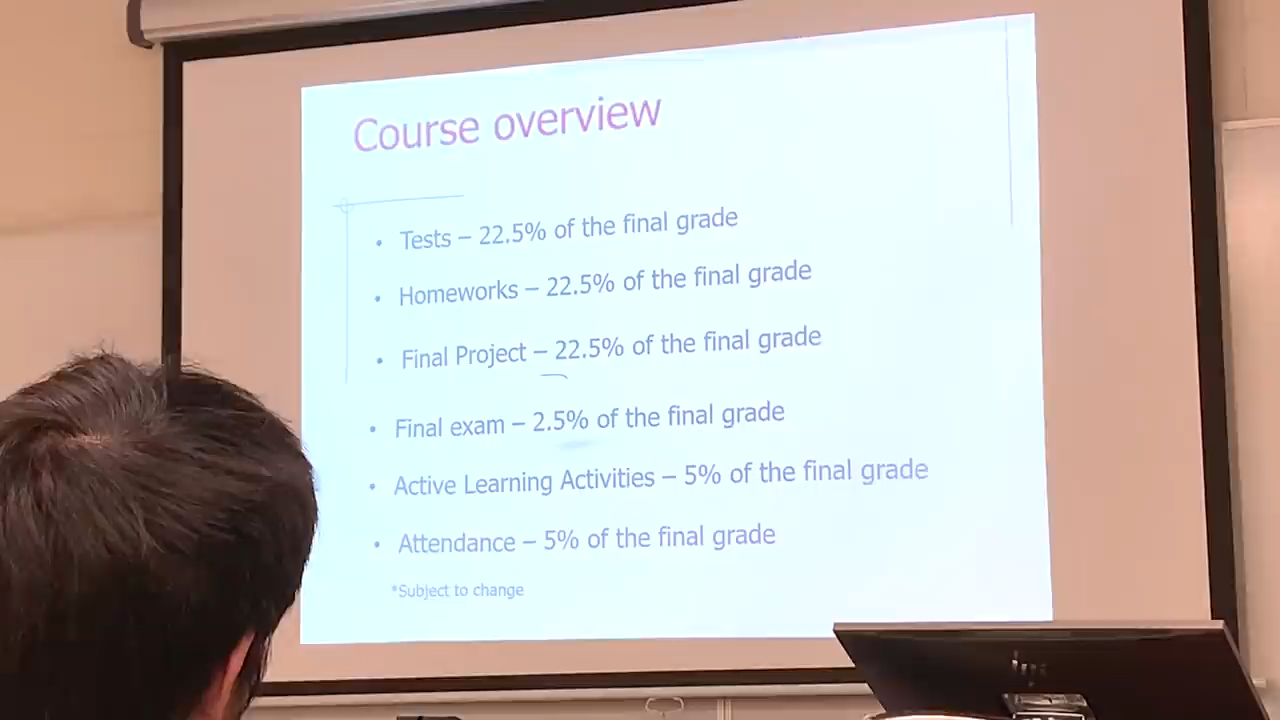 Course overview
• Tests – 22.5% of the final grade
• Homeworks – 22.5% of the final grade
• Final Project – 22.5% of the final grade
• Final exam – 2.5% of the final grade
• Active Learning Activities – 5% of the final grade
• Attendance – 5% of the final grade
*Subject to change
hp